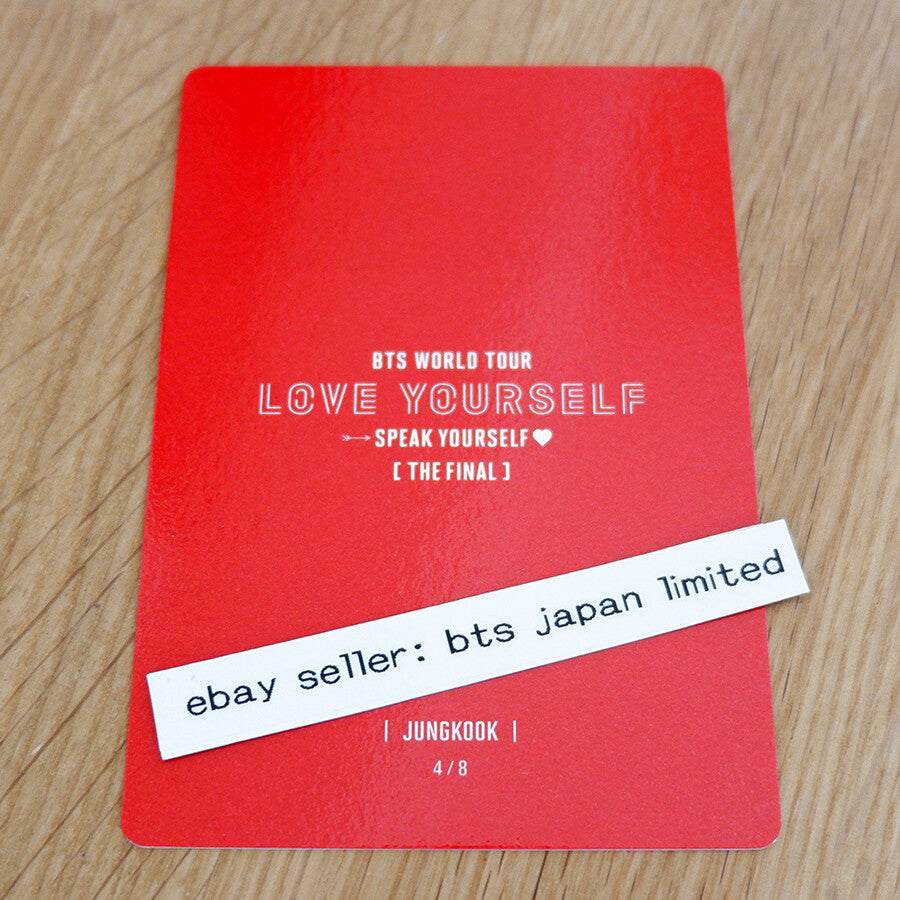 BTS WORLD TOUR
LOVE YOURSELF
SPEAK YOURSELF
[ THE FINAL ]
ebay seller: bts japan limited
| JUNGKOOK |
4/8